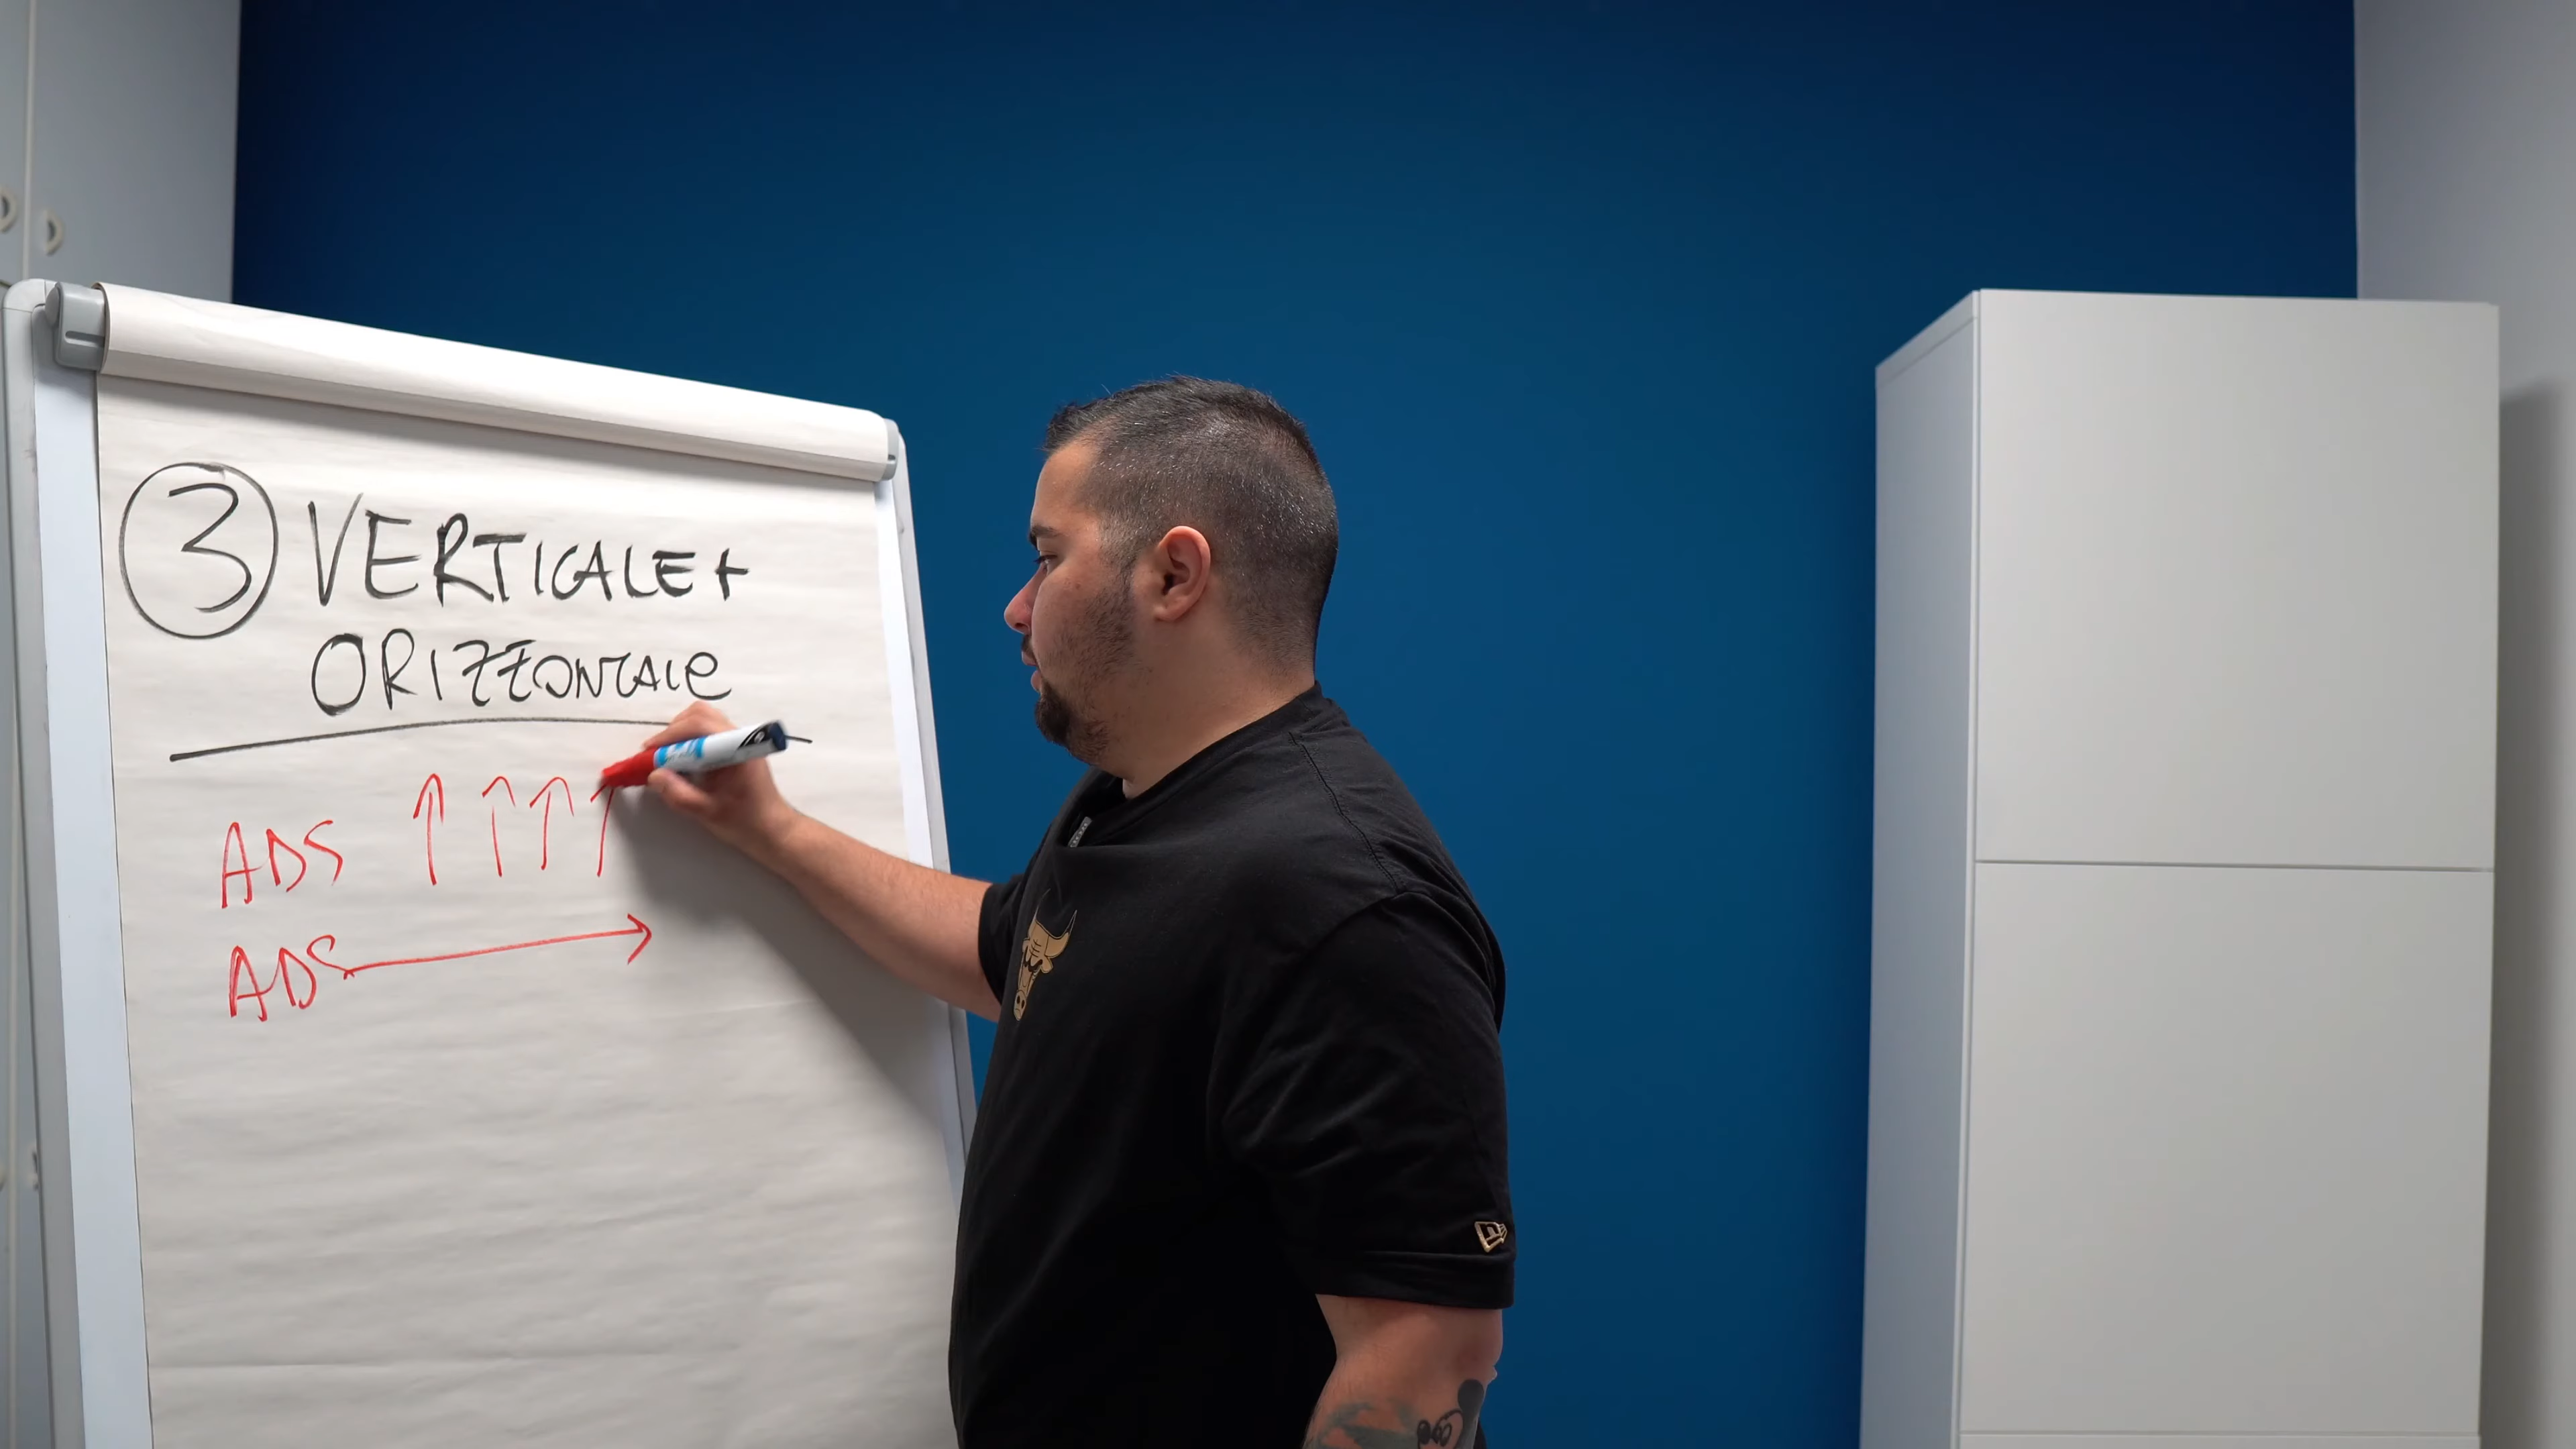 3 VERTICALE +
ORIZZONTALE
ADS ↑ ↑ ↑ ↑
ADS →